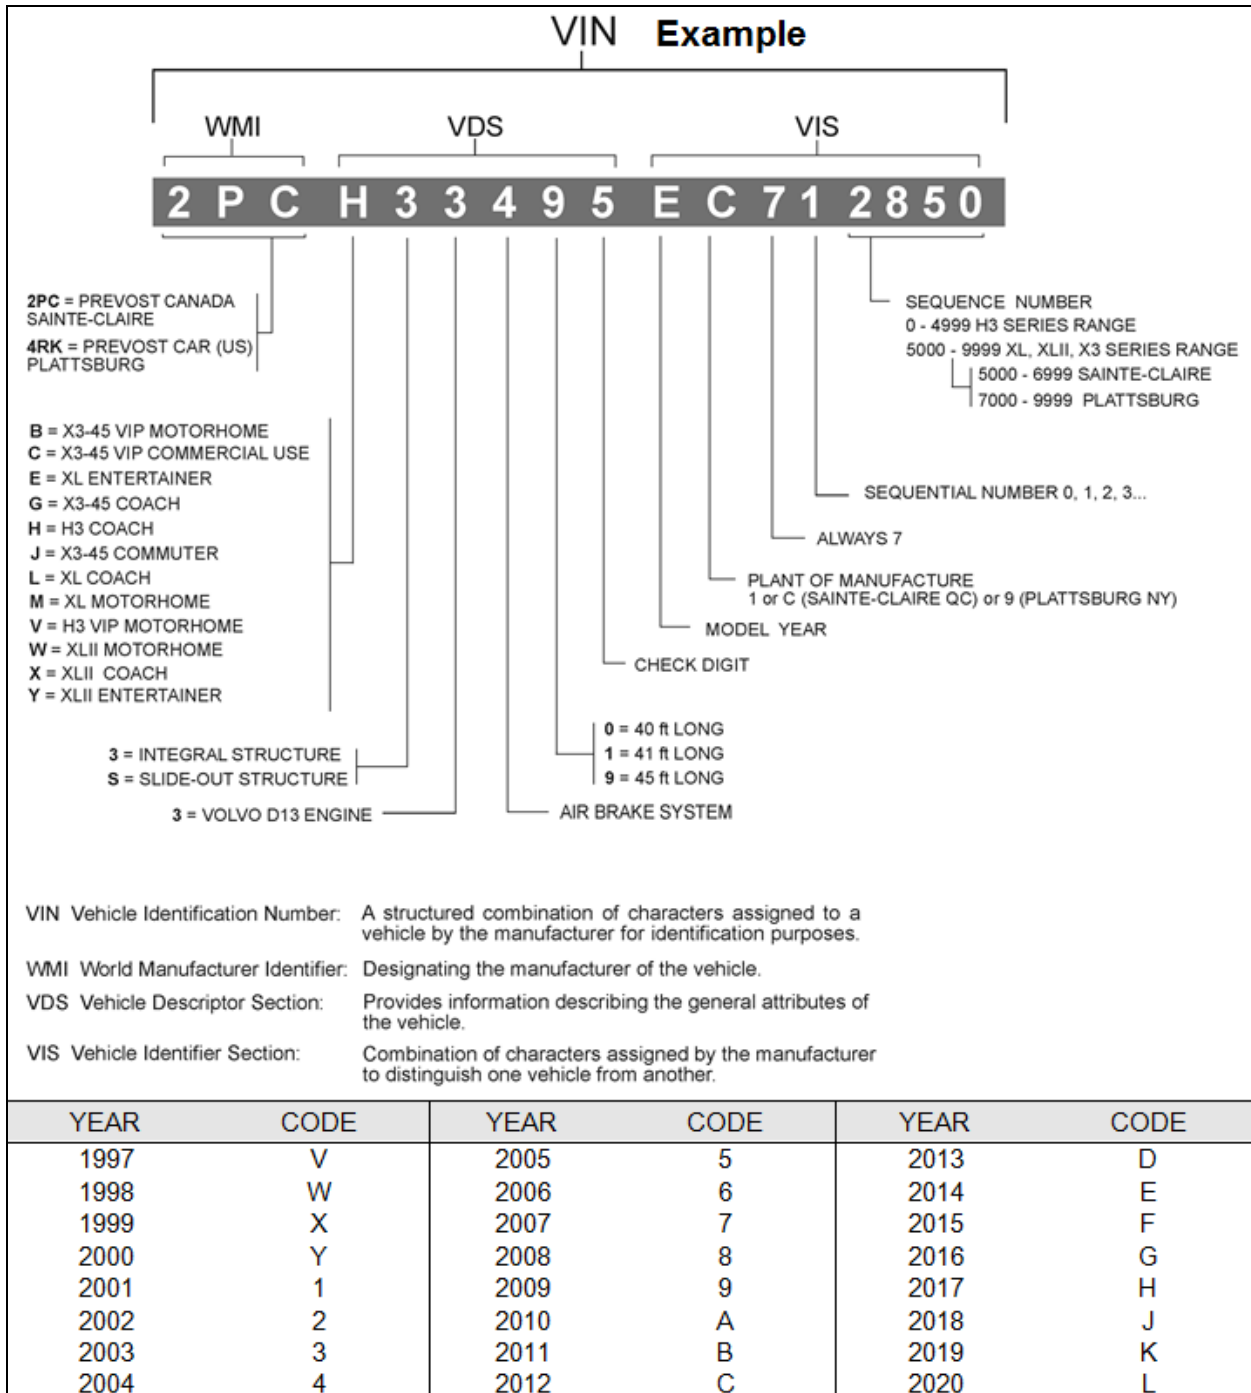 VIN Example
WMI VDS VIS
2 P C H 3 3 4 9 5 E C 7 1 2 8 5 0
2PC = PREVOST CANADA
SAINTE-CLAIRE
4RK = PREVOST CAR (US)
PLATTSBURG
SEQUENCE NUMBER
0 - 4999 H3 SERIES RANGE
5000 - 9999 XL, XLII, X3 SERIES RANGE
5000 - 6999 SAINTE-CLAIRE
7000 - 9999 PLATTSBURG
B = X3-45 VIP MOTORHOME
C = X3-45 VIP COMMERCIAL USE
E = XL ENTERTAINER
G = X3-45 COACH
H = H3 COACH
J = X3-45 COMMUTER
L = XL COACH
M = XL MOTORHOME
V = H3 VIP MOTORHOME
W = XLII MOTORHOME
X = XLII COACH
Y = XLII ENTERTAINER
SEQUENTIAL NUMBER 0, 1, 2, 3...
ALWAYS 7
PLANT OF MANUFACTURE
1 or C (SAINTE-CLAIRE QC) or 9 (PLATTSBURG NY)
MODEL YEAR
CHECK DIGIT
0 = 40 ft LONG
1 = 41 ft LONG
9 = 45 ft LONG
3 = INTEGRAL STRUCTURE
S = SLIDE-OUT STRUCTURE
3 = VOLVO D13 ENGINE
AIR BRAKE SYSTEM
VIN Vehicle Identification Number: A structured combination of characters assigned to a
vehicle by the manufacturer for identification purposes.
WMI World Manufacturer Identifier: Designating the manufacturer of the vehicle.
VDS Vehicle Descriptor Section: Provides information describing the general attributes of
the vehicle.
VIS Vehicle Identifier Section: Combination of characters assigned by the manufacturer
to distinguish one vehicle from another.
YEAR CODE YEAR CODE YEAR CODE
1997 V 2005 5 2013 D
1998 W 2006 6 2014 E
1999 X 2007 7 2015 F
2000 Y 2008 8 2016 G
2001 1 2009 9 2017 H
2002 2 2010 A 2018 J
2003 3 2011 B 2019 K
2004 4 2012 C 2020 L